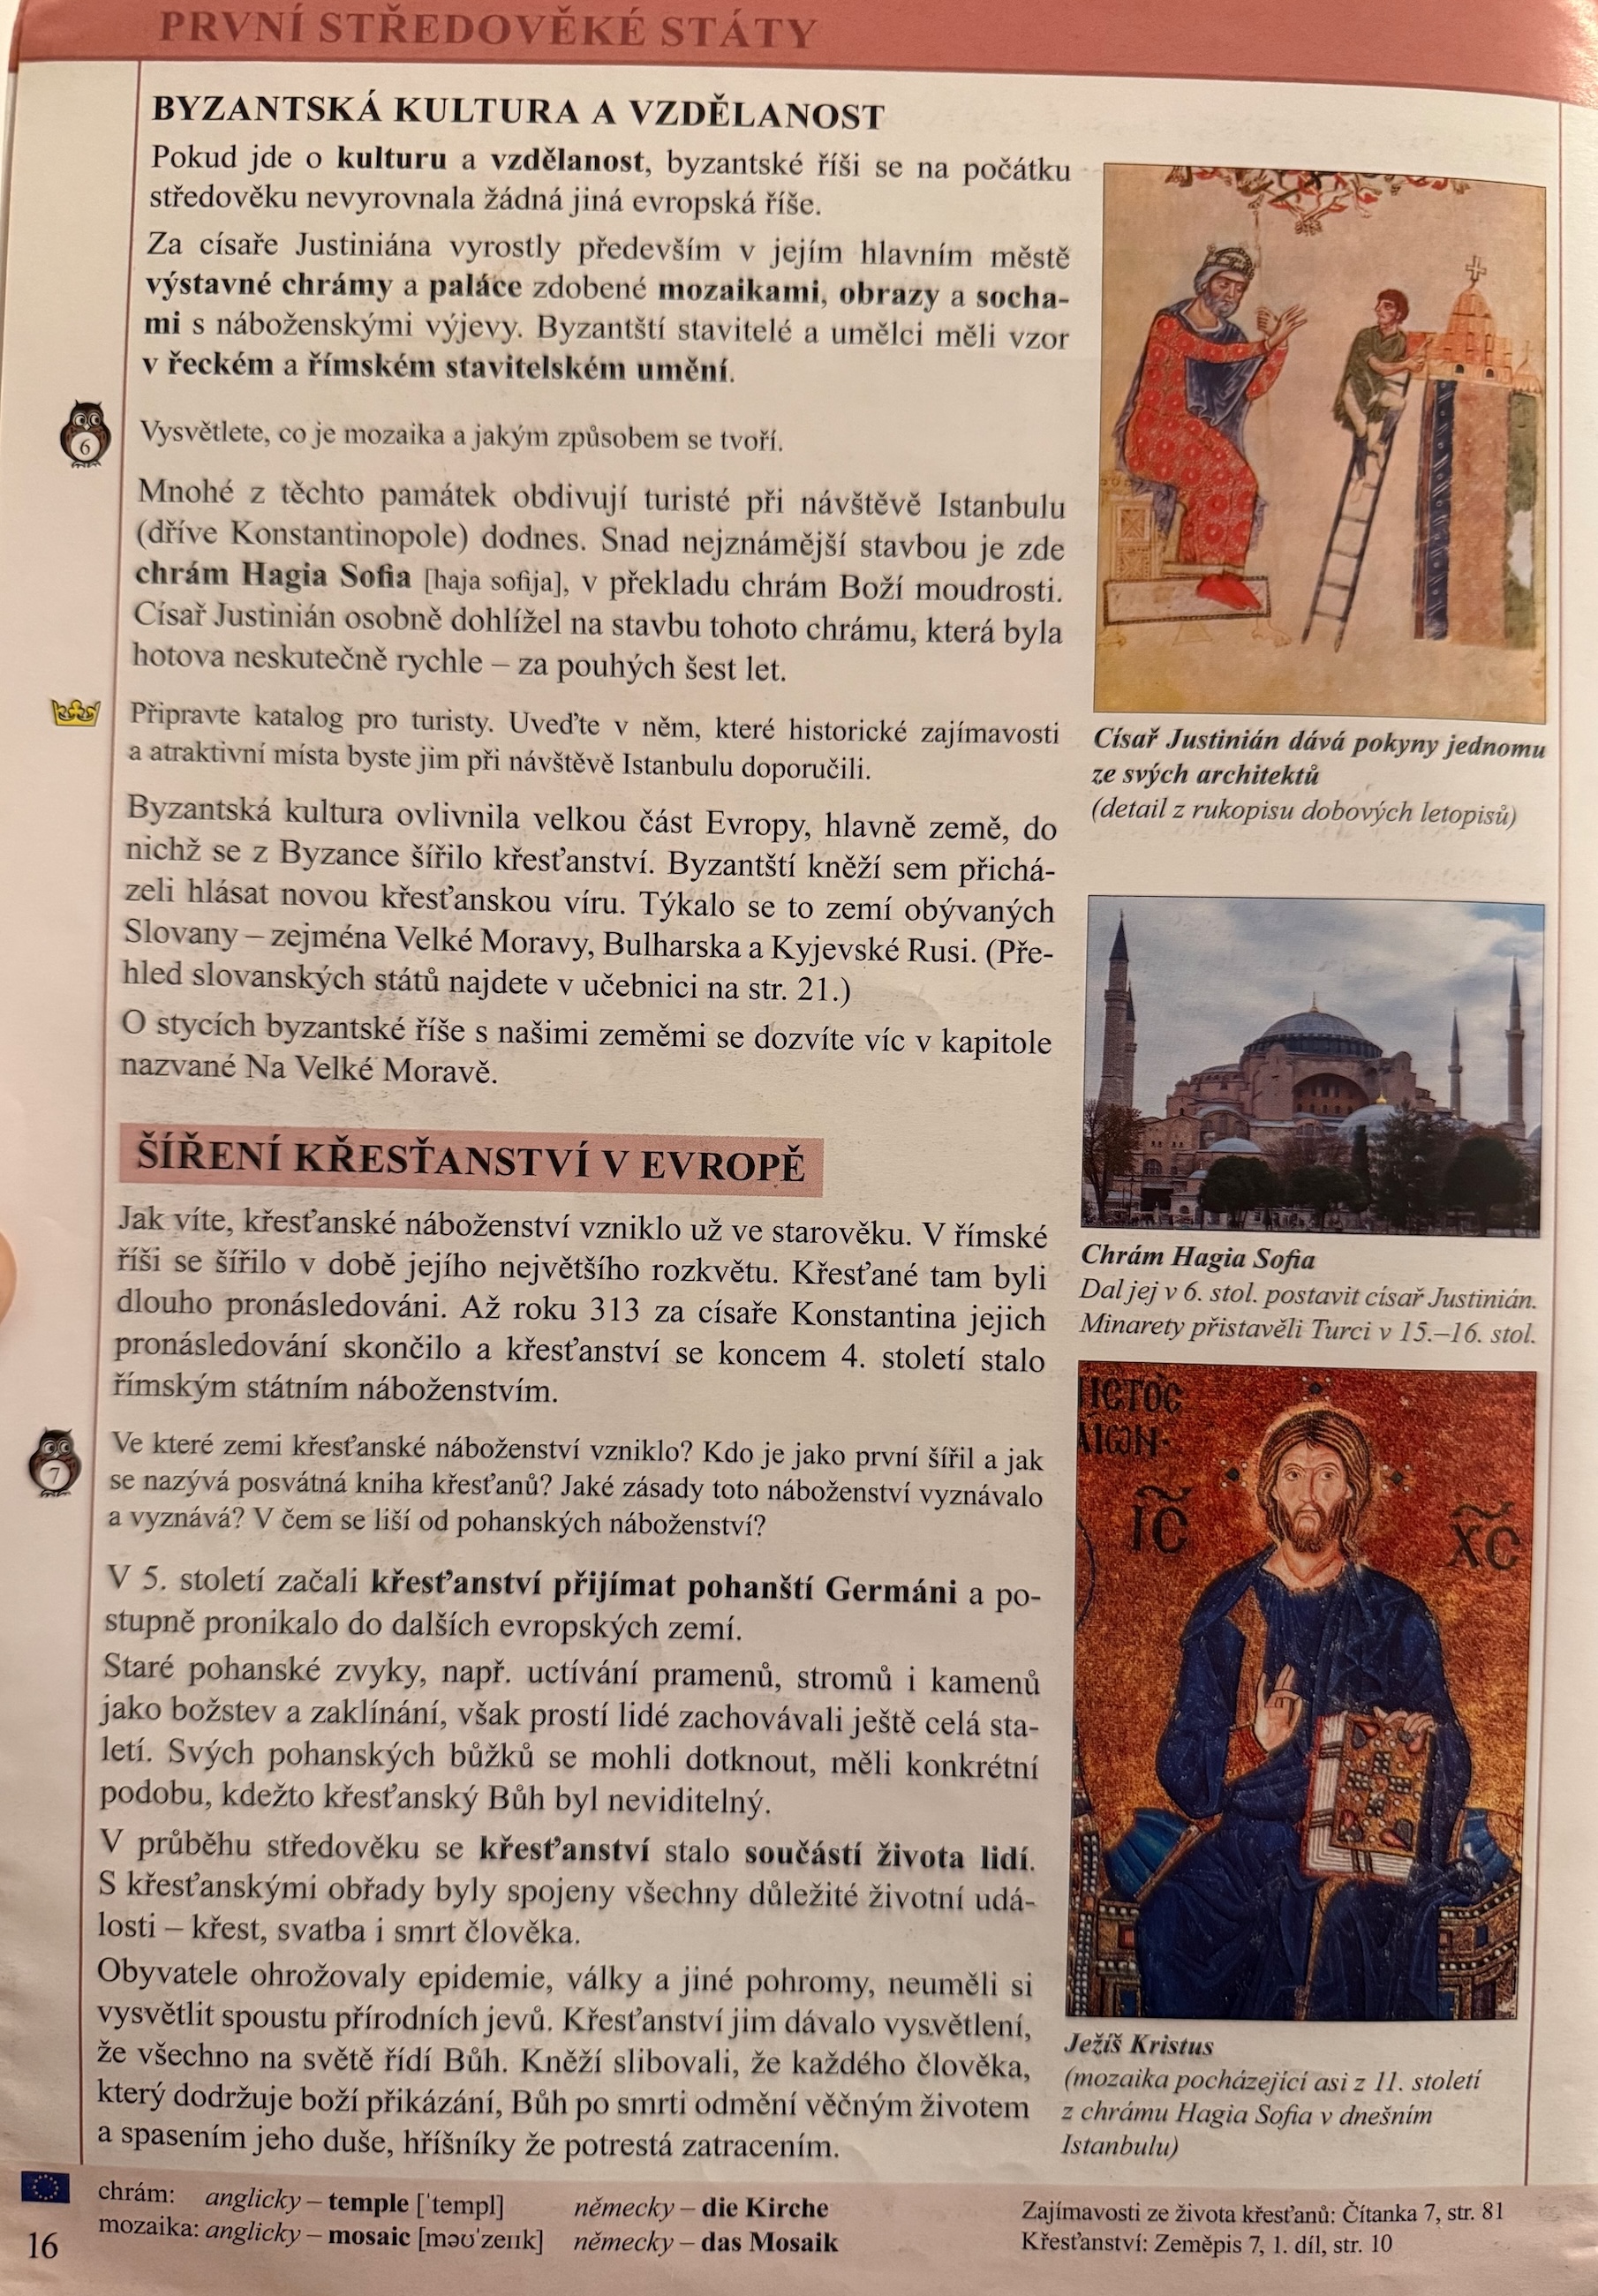 PRVNÍ STŘEDOVĚKÉ STÁTY
BYZANTSKÁ KULTURA A VZDĚLANOST
Pokud jde o kulturu a vzdělanost, byzantské říši se na počátku
středověku nevyrovnala žádná jiná evropská říše.
Za císaře Justiniána vyrostly především v jejím hlavním městě
výstavné chrámy a paláce zdobené mozaikami, obrazy a socha-
mi s náboženskými výjevy. Byzantští stavitelé a umělci měli vzor
v řeckém a římském stavitelském umění.
6
Vysvětlete, co je mozaika a jakým způsobem se tvoří.
Mnohé z těchto památek obdivují turisté při návštěvě Istanbulu
(dříve Konstantinopole) dodnes. Snad nejznámější stavbou je zde
chrám Hagia Sofia [haja sofija], v překladu chrám Boží moudrosti.
Císař Justinián osobně dohlížel na stavbu tohoto chrámu, která byla
hotova neskutečně rychle – za pouhých šest let.
Připravte katalog pro turisty. Uveďte v něm, které historické zajímavosti
a atraktivní místa byste jim při návštěvě Istanbulu doporučili.
Byzantská kultura ovlivnila velkou část Evropy, hlavně země, do
nichž se z Byzance šířilo křesťanství. Byzantští kněží sem přichá-
zeli hlásat novou křesťanskou víru. Týkalo se to zemí obývaných
Slovany – zejména Velké Moravy, Bulharska a Kyjevské Rusi. (Pře-
hled slovanských států najdete v učebnici na str. 21.)
O stycích byzantské říše s našimi zeměmi se dozvíte víc v kapitole
nazvané Na Velké Moravě.
ŠÍŘENÍ KŘESŤANSTVÍ V EVROPĚ
Jak víte, křesťanské náboženství vzniklo už ve starověku. V římské
říši se šířilo v době jejího největšího rozkvětu. Křesťané tam byli
dlouho pronásledováni. Až roku 313 za císaře Konstantina jejich
pronásledování skončilo a křesťanství se koncem 4. století stalo
římským státním náboženstvím.
7
Ve které zemi křesťanské náboženství vzniklo? Kdo je jako první šířil a jak
se nazývá posvátná kniha křesťanů? Jaké zásady toto náboženství vyznávalo
a vyznává? V čem se liší od pohanských náboženství?
V 5. století začali křesťanství přijímat pohanští Germáni a po-
stupně pronikalo do dalších evropských zemí.
Staré pohanské zvyky, např. uctívání pramenů, stromů i kamenů
jako božstev a zaklínání, však prostí lidé zachovávali ještě celá sta-
letí. Svých pohanských bůžků se mohli dotknout, měli konkrétní
podobu, kdežto křesťanský Bůh byl neviditelný.
V průběhu středověku se křesťanství stalo součástí života lidí.
S křesťanskými obřady byly spojeny všechny důležité životní udá-
losti – křest, svatba i smrt člověka.
Obyvatele ohrožovaly epidemie, války a jiné pohromy, neuměli si
vysvětlit spoustu přírodních jevů. Křesťanství jim dávalo vysvětlení,
že všechno na světě řídí Bůh. Kněží slibovali, že každého člověka,
který dodržuje boží přikázání, Bůh po smrti odmění věčným životem
a spasením jeho duše, hříšníky že potrestá zatracením.
Císař Justinián dává pokyny jednomu
ze svých architektů
(detail z rukopisu dobových letopisů)
Chrám Hagia Sofia
Dal jej v 6. stol. postavit císař Justinián.
Minarety přistavěli Turci v 15.–16. stol.
ΙC
ΧC
Ježíš Kristus
(mozaika pocházející asi z 11. století
z chrámu Hagia Sofia v dnešním
Istanbulu)
chrám: anglicky – temple [ˈtempl] německy – die Kirche
mozaika: anglicky – mosaic [məʊˈzeɪɪk] německy – das Mosaik
Zajímavosti ze života křesťanů: Čítanka 7, str. 81
Křesťanství: Zeměpis 7, 1. díl, str. 10
16